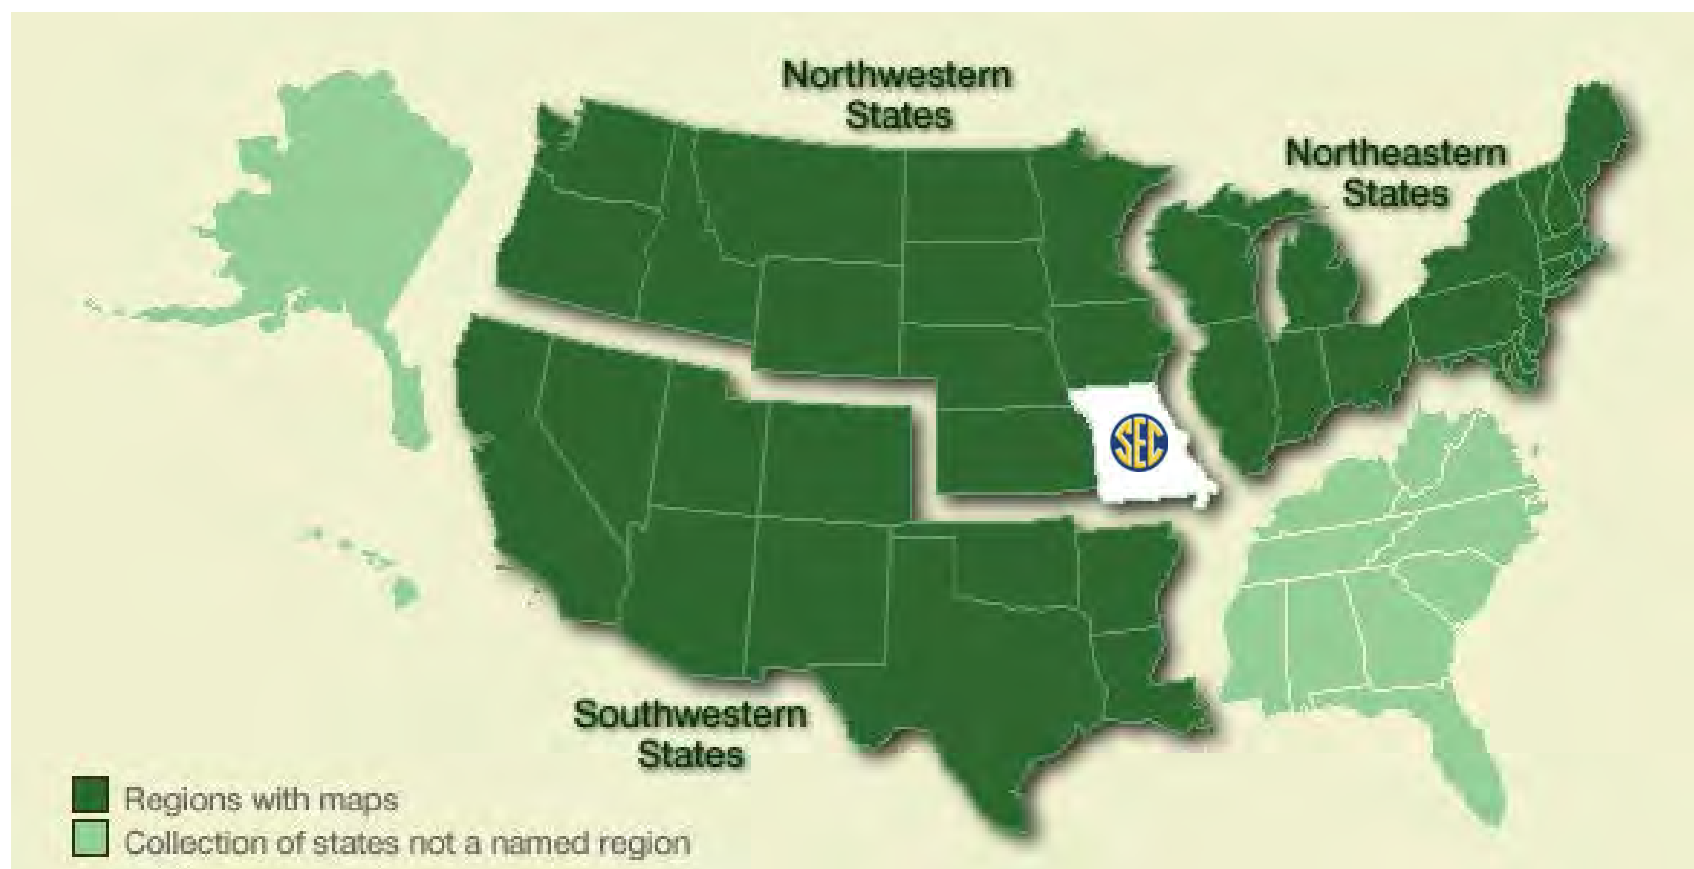 Northwestern
States
Northeastern
States
SEC
Southwestern
States
Regions with maps
Collection of states not a named region